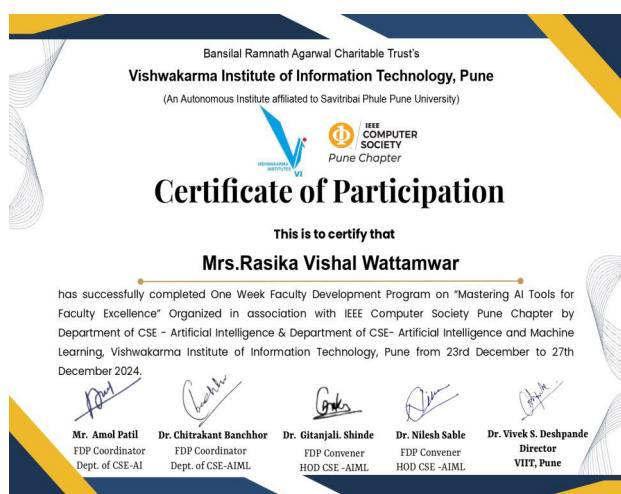 Bansilal Ramnath Agarwal Charitable Trust's
Vishwakarma Institute of Information Technology, Pune
(An Autonomous Institute affiliated to Savitribai Phule Pune University)
VISHWAKARMA
INSTITUTES
VI
IEEE
COMPUTER
SOCIETY
Pune Chapter
Certificate of Participation
This is to certify that
Mrs.Rasika Vishal Wattamwar
has successfully completed One Week Faculty Development Program on “Mastering AI Tools for
Faculty Excellence” Organized in association with IEEE Computer Society Pune Chapter by
Department of CSE - Artificial Intelligence & Department of CSE- Artificial Intelligence and Machine
Learning, Vishwakarma Institute of Information Technology, Pune from 23rd December to 27th
December 2024.
Mr. Amol Patil
FDP Coordinator
Dept. of CSE-AI
Dr. Chitrakant Banchhor
FDP Coordinator
Dept. of CSE-AIML
Dr. Gitanjali. Shinde
FDP Convener
HOD CSE -AIML
Dr. Nilesh Sable
FDP Convener
HOD CSE -AIML
Dr. Vivek S. Deshpande
Director
VIIT, Pune